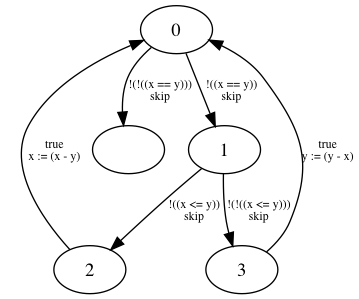 0
!(!((x == y)))
skip
!((x == y))
skip
true
x := (x - y)
1
true
y := (y - x)
!((x <= y))
skip
!(!((x <= y)))
skip
2
3